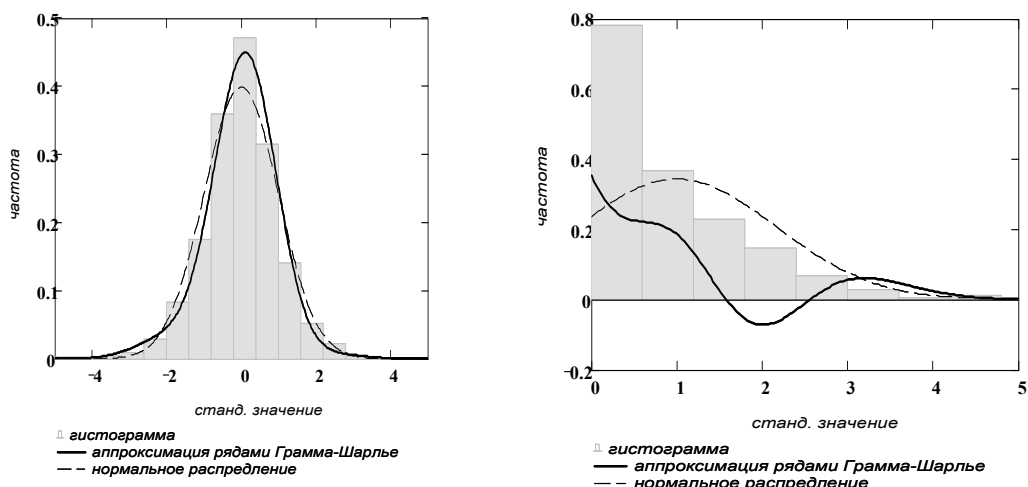 0.5
0.4
0.3
0.2
0.1
0
частота
-4
-2
0
2
4
станд. значение
гистограмма
аппроксимация рядами Грамма-Шарлье
нормальное распредление
0.8
0.6
0.4
0.2
0
-0.2
частота
0
1
2
3
4
5
станд. значение
гистограмма
аппроксимация рядами Грамма-Шарлье
нормальное распредление